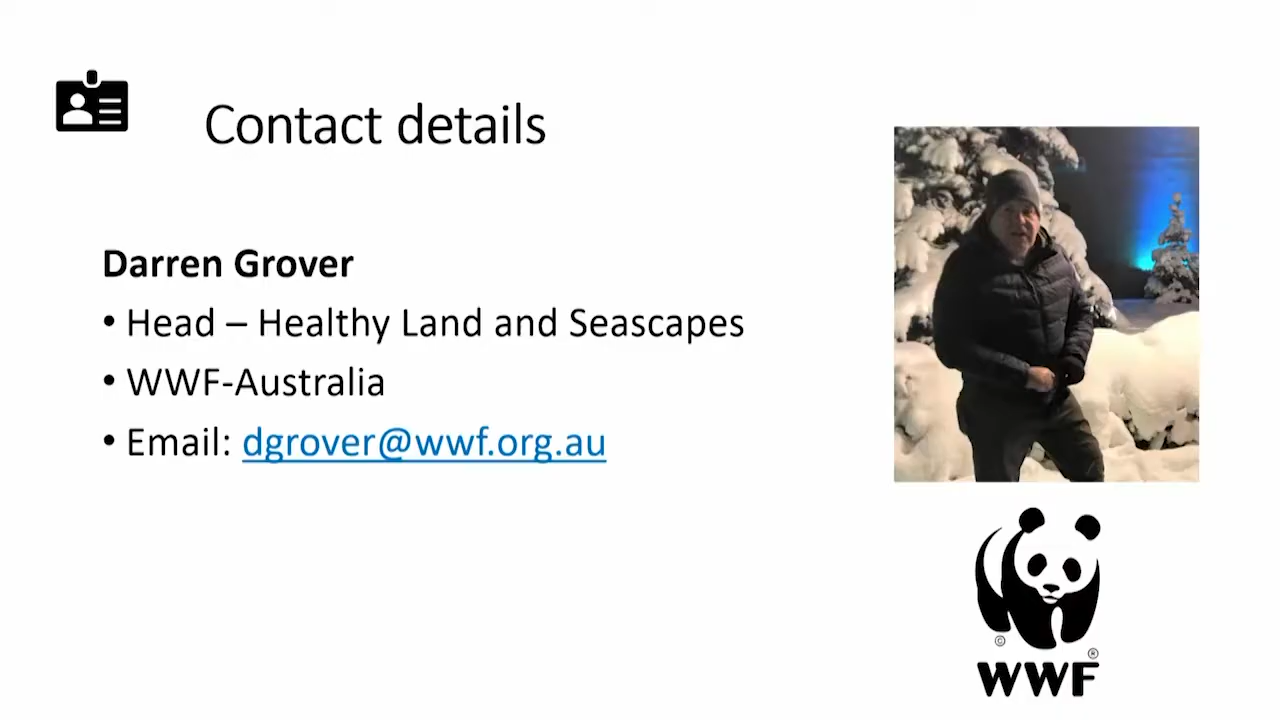 Contact details
Darren Grover
• Head – Healthy Land and Seascapes
• WWF-Australia
• Email: dgrover@wwf.org.au
© ®
WWF